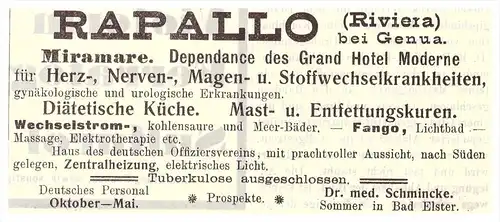 RAPALLO (Riviera)
bei Genua.
Miramare. Dependance des Grand Hotel Moderne
für Herz-, Nerven-, Magen- u. Stoffwechselkrankheiten,
gynäkologische und urologische Erkrankungen.
Diätetische Küche. Mast- u. Entfettungskuren.
Wechselstrom-, kohlensaure und Meer-Bäder. — Fango, Lichtbad —
Massage, Elektrotherapie etc.
Haus des deutschen Offiziersvereins, mit prachtvoller Aussicht, nach Süden
gelegen, Zentralheizung, elektrisches Licht.
Tuberkulose ausgeschlossen.
Deutsches Personal
Oktober—Mai.
* Prospekte. *
Dr. med. Schmincke.
Sommer in Bad Elster.